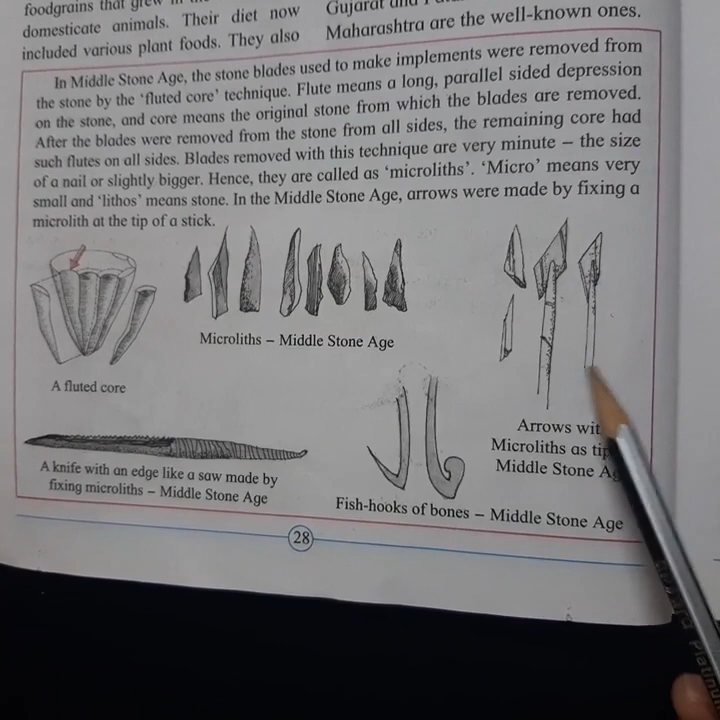 foodgrains that grew in
domesticate animals. Their diet now
included various plant foods. They also
Gujarat and
Maharashtra are the well-known ones.
In Middle Stone Age, the stone blades used to make implements were removed from
the stone by the ‘fluted core’ technique. Flute means a long, parallel sided depression
on the stone, and core means the original stone from which the blades are removed.
After the blades were removed from the stone from all sides, the remaining core had
such flutes on all sides. Blades removed with this technique are very minute – the size
of a nail or slightly bigger. Hence, they are called as ‘microliths’. ‘Micro’ means very
small and ‘lithos’ means stone. In the Middle Stone Age, arrows were made by fixing a
microlith at the tip of a stick.
Microliths – Middle Stone Age
A fluted core
Arrows wit
Microliths as tip
Middle Stone A
A knife with an edge like a saw made by
fixing microliths – Middle Stone Age
Fish-hooks of bones – Middle Stone Age
28